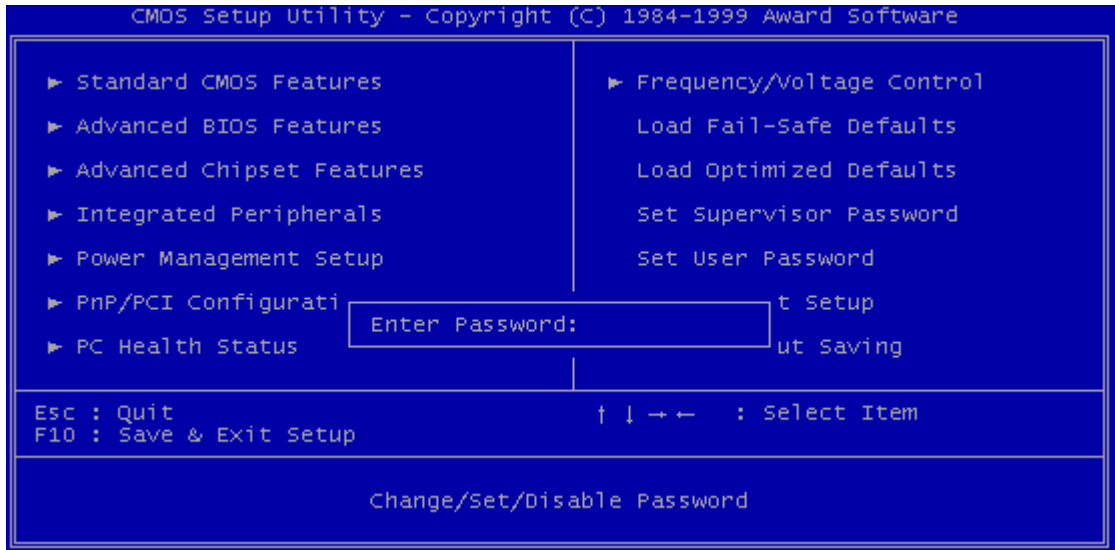 CMOS Setup Utility - Copyright (C) 1984-1999 Award Software
► Standard CMOS Features
► Advanced BIOS Features
► Advanced Chipset Features
► Integrated Peripherals
► Power Management Setup
► PnP/PCI Configurati
► PC Health Status
► Frequency/Voltage Control
Load Fail-Safe Defaults
Load Optimized Defaults
Set Supervisor Password
Set User Password
t Setup
ut Saving
Enter Password:
Esc : Quit
F10 : Save & Exit Setup
↑ ↓ → ← : Select Item
Change/Set/Disable Password